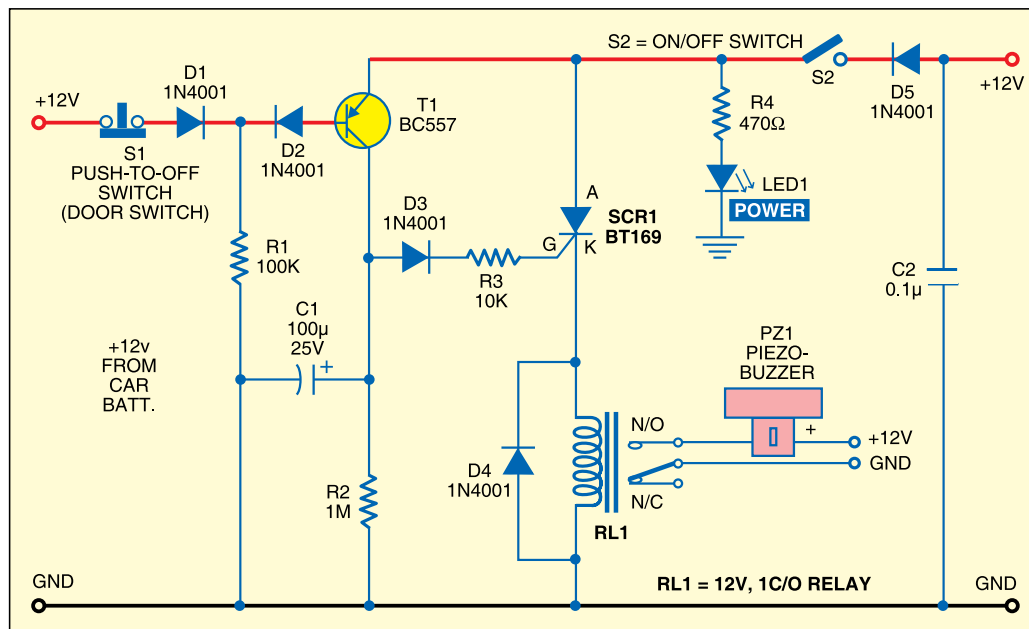 S2 = ON/OFF SWITCH
S2
D5
1N4001
+12V
+12V
D1
1N4001
T1
BC557
D2
1N4001
S1
PUSH-TO-OFF
SWITCH
(DOOR SWITCH)
R4
470Ω
LED1
POWER
A
SCR1
BT169
G
K
D3
1N4001
R3
10K
R1
100K
C1
100µ
25V
+
+12v
FROM
CAR
BATT.
C2
0.1µ
PZ1
PIEZO-
BUZZER
+
N/O
+12V
GND
N/C
D4
1N4001
R2
1M
RL1
GND
RL1 = 12V, 1C/O RELAY
GND